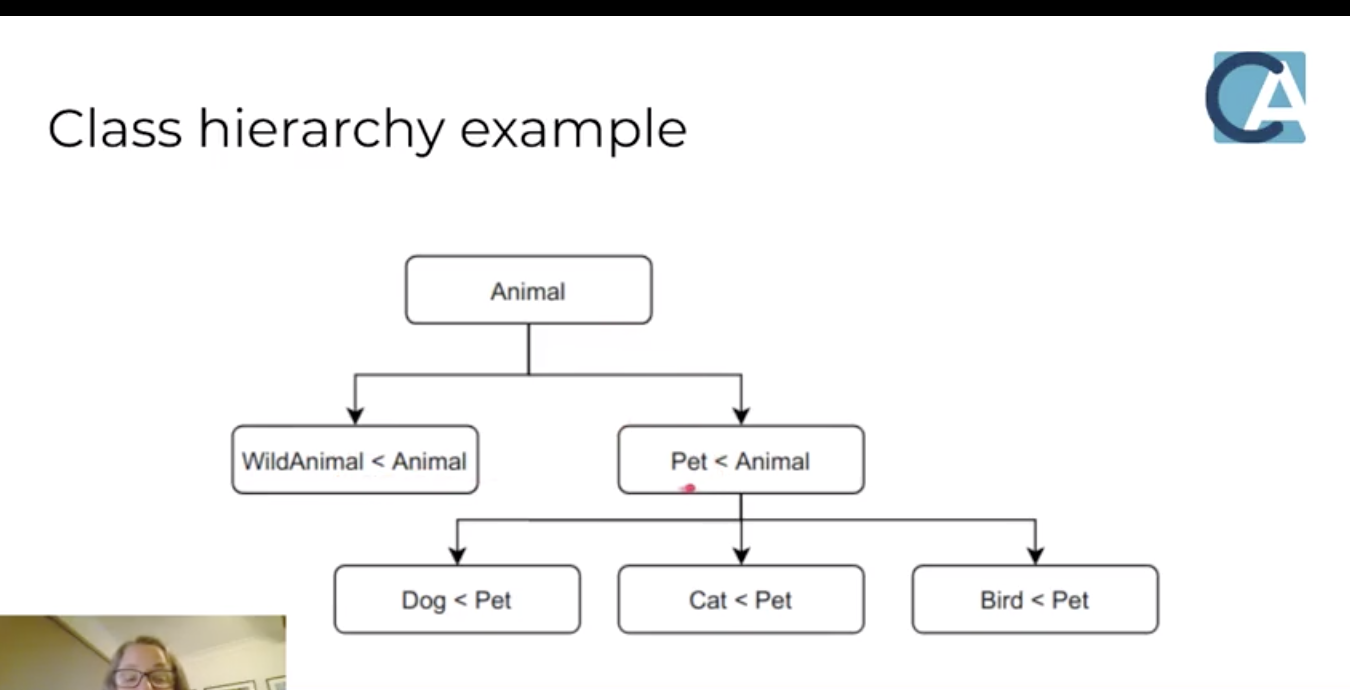 CA
Class hierarchy example
Animal
WildAnimal < Animal
Pet < Animal
Dog < Pet
Cat < Pet
Bird < Pet